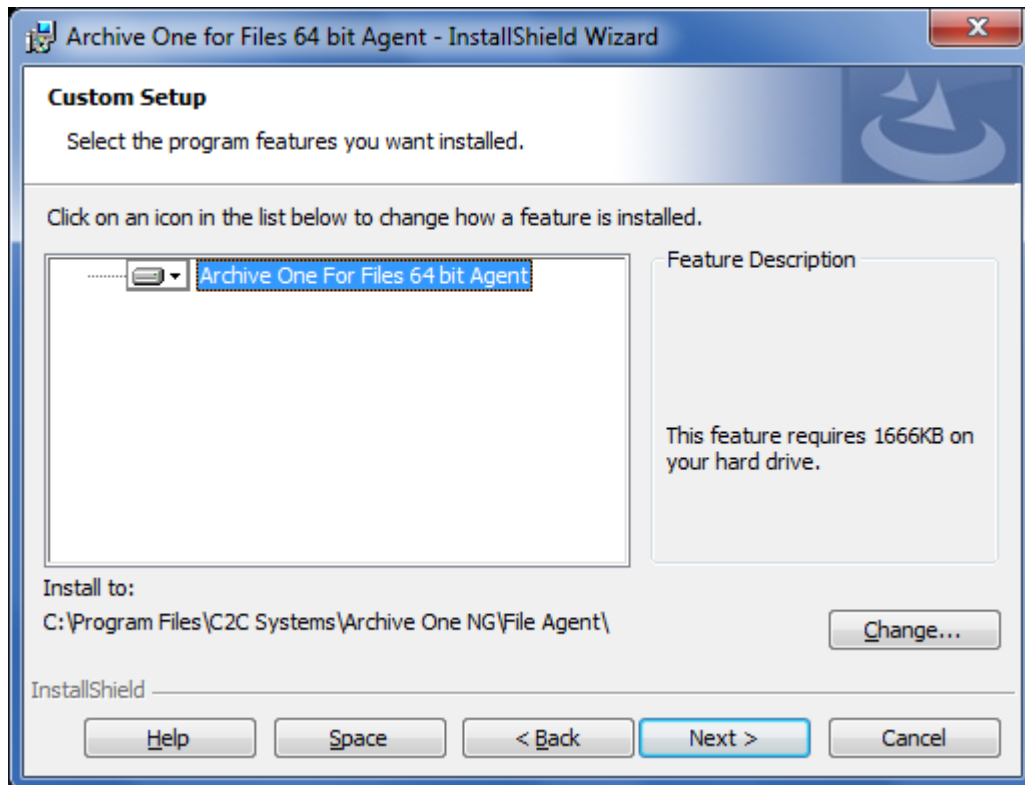 Archive One for Files 64 bit Agent - InstallShield Wizard
Custom Setup
Select the program features you want installed.
Click on an icon in the list below to change how a feature is installed.
Archive One For Files 64 bit Agent
Feature Description
This feature requires 1666KB on
your hard drive.
Install to:
C:\Program Files\C2C Systems\Archive One NG\File Agent\
Change...
InstallShield
Help
Space
< Back
Next >
Cancel